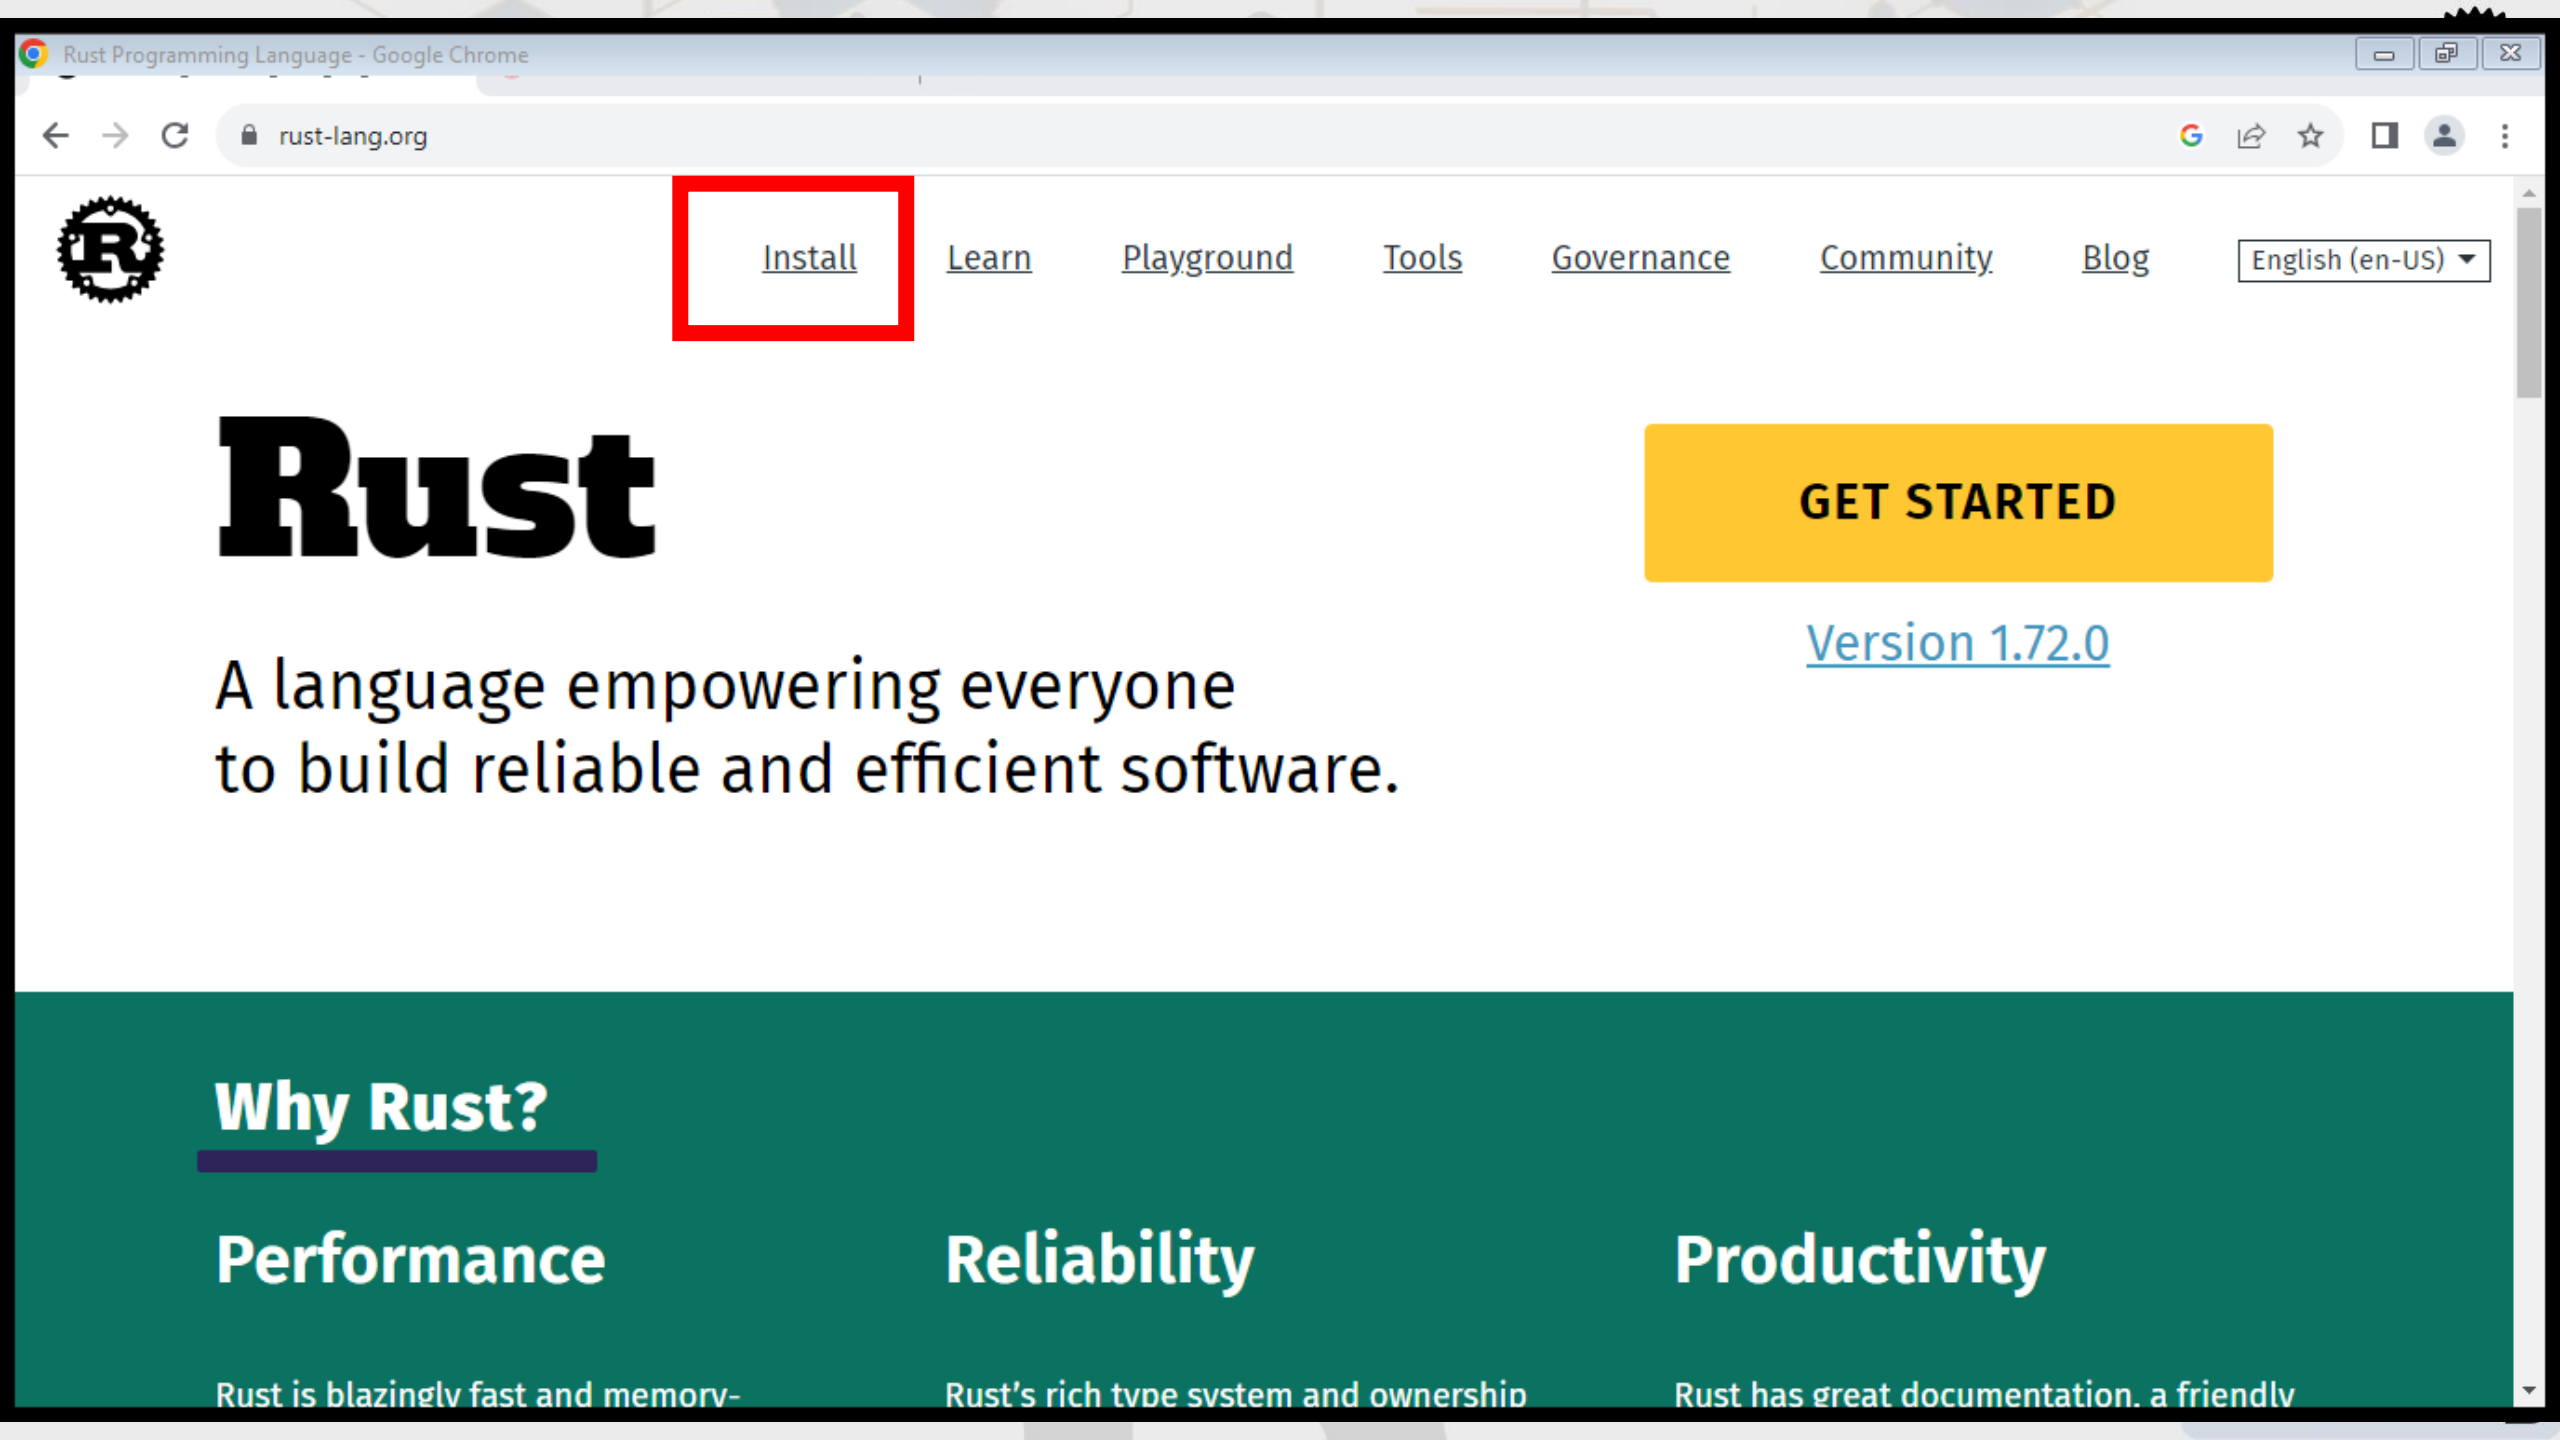 Rust Programming Language - Google Chrome
rust-lang.org
Install Learn Playground Tools Governance Community Blog English (en-US)
Rust
GET STARTED
Version 1.72.0
A language empowering everyone
to build reliable and efficient software.
Why Rust?
Performance Reliability Productivity
Rust is blazingly fast and memory- Rust’s rich type system and ownership Rust has great documentation, a friendly